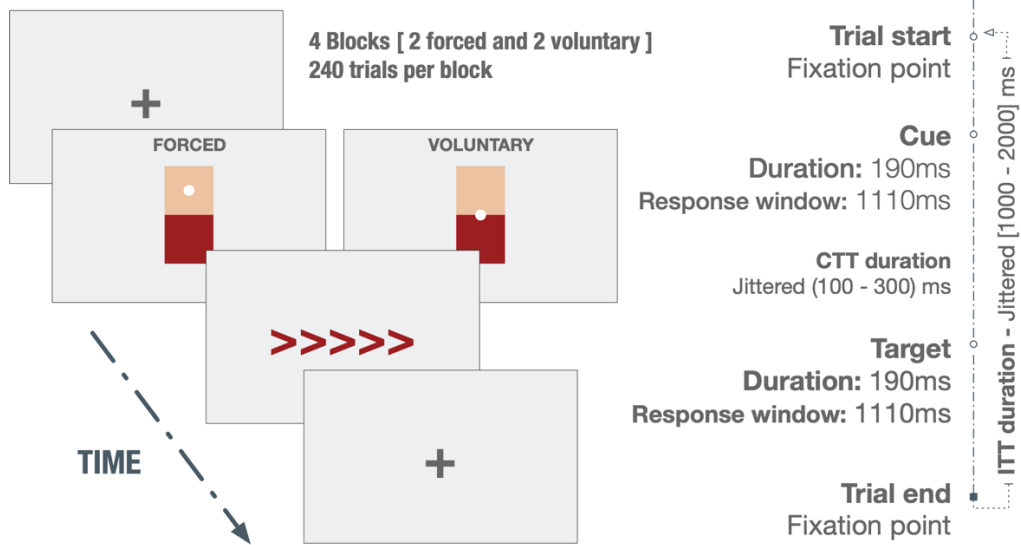 4 Blocks [ 2 forced and 2 voluntary ]
240 trials per block
FORCED
VOLUNTARY
>>>>>
TIME
Trial start
Fixation point
Cue
Duration: 190ms
Response window: 1110ms
CTT duration
Jittered (100 - 300) ms
Target
Duration: 190ms
Response window: 1110ms
Trial end
Fixation point
ITT duration - Jittered [1000 - 2000] ms